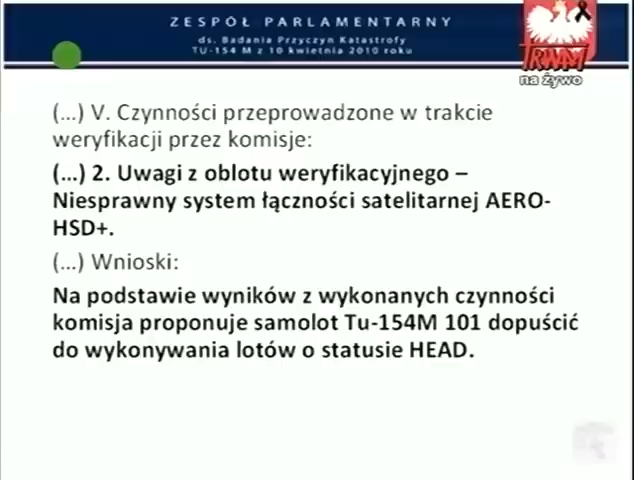 ZESPÓŁ PARLAMENTARNY
ds. Badania Przyczyn Katastrofy
TU-154 M z 10 kwietnia 2010 roku
TRWAM
na żywo
(...) V. Czynności przeprowadzone w trakcie
weryfikacji przez komisje:
(...) 2. Uwagi z oblotu weryfikacyjnego –
Niesprawny system łączności satelitarnej AERO-
HSD+.
(...) Wnioski:
Na podstawie wyników z wykonanych czynności
komisja proponuje samolot Tu-154M 101 dopuścić
do wykonywania lotów o statusie HEAD.